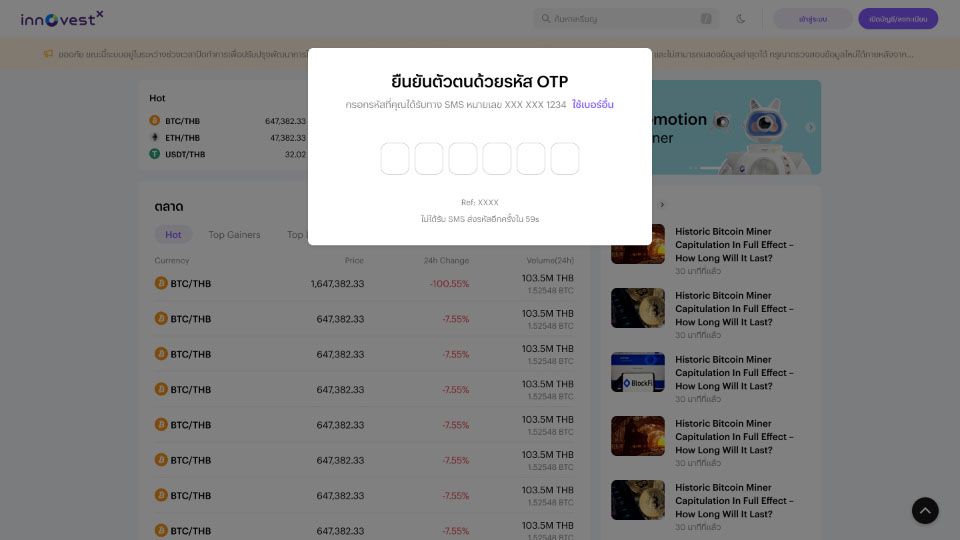 innovestx
ค้นหาเหรียญ
/
เข้าสู่ระบบ
เปิดบัญชี/ลงทะเบียน
ขออภัย ขณะนี้ระบบอยู่ในระหว่างช่วงเวลาปิดทำการเพื่อปรับปรุงพัฒนาการ
และไม่สามารถแสดงข้อมูลล่าสุดได้ กรุณาตรวจสอบข้อมูลใหม่ได้ภายหลังจาก...
ยืนยันตัวตนด้วยรหัส OTP
กรอกรหัสที่คุณได้รับทาง SMS หมายเลข XXX XXX 1234 ใช้เบอร์อื่น
Ref: XXXX
ไม่ได้รับ SMS ส่งรหัสอีกครั้งใน 59s
Hot
BTC/THB 647,382.33
ETH/THB 47,382.33
USDT/THB 32.02
ตลาด
Hot Top Gainers Top
Currency Price 24h Change Volume(24h)
BTC/THB 1,647,382.33 -100.55% 103.5M THB
1.52548 BTC
BTC/THB 647,382.33 -7.55% 103.5M THB
1.52548 BTC
BTC/THB 647,382.33 -7.55% 103.5M THB
1.52548 BTC
BTC/THB 647,382.33 -7.55% 103.5M THB
1.52548 BTC
BTC/THB 647,382.33 -7.55% 103.5M THB
1.52548 BTC
BTC/THB 647,382.33 -7.55% 103.5M THB
1.52548 BTC
BTC/THB 647,382.33 -7.55% 103.5M THB
1.52548 BTC
BTC/THB 647,382.33 -7.55% 103.5M THB
1.52548 BTC
omotion
nner
Historic Bitcoin Miner
Capitulation In Full Effect –
How Long Will It Last?
30 นาทีที่แล้ว
Historic Bitcoin Miner
Capitulation In Full Effect –
How Long Will It Last?
30 นาทีที่แล้ว
BlockFi
Historic Bitcoin Miner
Capitulation In Full Effect –
How Long Will It Last?
30 นาทีที่แล้ว
Historic Bitcoin Miner
Capitulation In Full Effect –
How Long Will It Last?
30 นาทีที่แล้ว
Historic Bitcoin Miner
Capitulation In Full Effect –
How Long Will It Last?
30 นาทีที่แล้ว